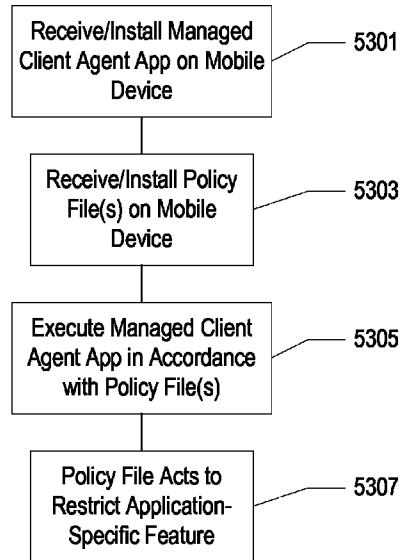 Receive/Install Managed
Client Agent App on Mobile
Device
5301
Receive/Install Policy
File(s) on Mobile
Device
5303
Execute Managed Client
Agent App in Accordance
with Policy File(s)
5305
Policy File Acts to
Restrict Application-
Specific Feature
5307